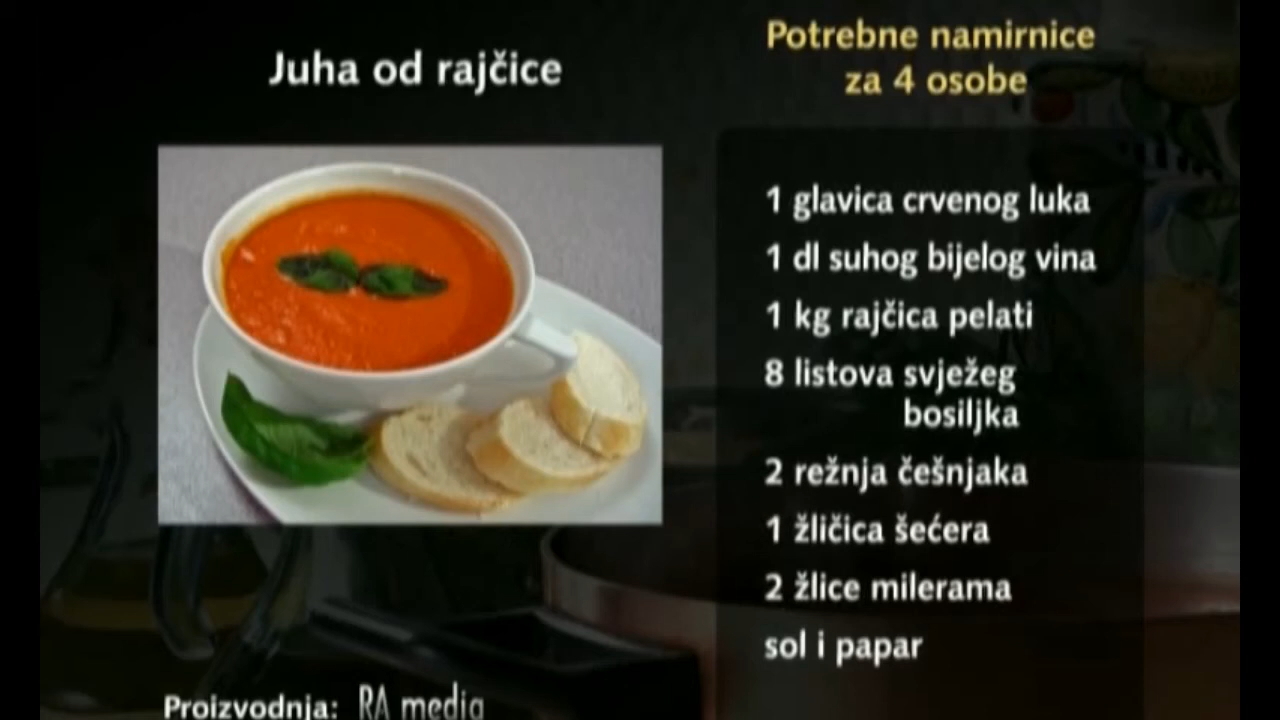 Juha od rajčice
Potrebne namirnice
za 4 osobe
1 glavica crvenog luka
1 dl suhog bijelog vina
1 kg rajčica pelati
8 listova svježeg
bosiljka
2 režnja češnjaka
1 žličica šećera
2 žlice milerama
sol i papar
Proizvodnja: RA media